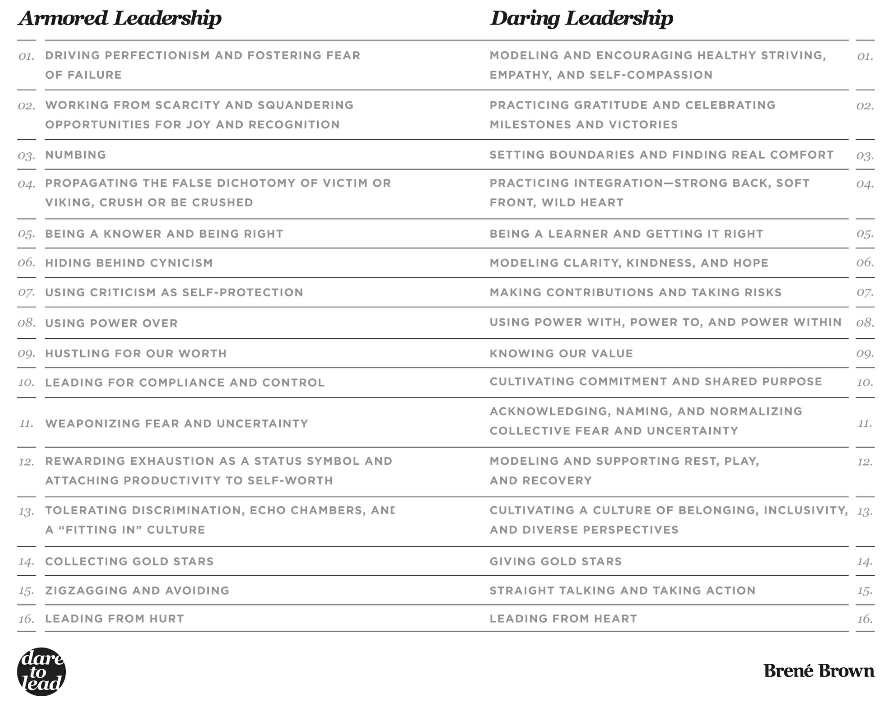 Armored Leadership
Daring Leadership
01. DRIVING PERFECTIONISM AND FOSTERING FEAR
OF FAILURE
MODELING AND ENCOURAGING HEALTHY STRIVING, 01.
EMPATHY, AND SELF-COMPASSION
02. WORKING FROM SCARCITY AND SQUANDERING
OPPORTUNITIES FOR JOY AND RECOGNITION
PRACTICING GRATITUDE AND CELEBRATING 02.
MILESTONES AND VICTORIES
03. NUMBING
SETTING BOUNDARIES AND FINDING REAL COMFORT 03.
04. PROPAGATING THE FALSE DICHOTOMY OF VICTIM OR
VIKING, CRUSH OR BE CRUSHED
PRACTICING INTEGRATION—STRONG BACK, SOFT 04.
FRONT, WILD HEART
05. BEING A KNOWER AND BEING RIGHT
BEING A LEARNER AND GETTING IT RIGHT 05.
06. HIDING BEHIND CYNICISM
MODELING CLARITY, KINDNESS, AND HOPE 06.
07. USING CRITICISM AS SELF-PROTECTION
MAKING CONTRIBUTIONS AND TAKING RISKS 07.
08. USING POWER OVER
USING POWER WITH, POWER TO, AND POWER WITHIN 08.
09. HUSTLING FOR OUR WORTH
KNOWING OUR VALUE 09.
10. LEADING FOR COMPLIANCE AND CONTROL
CULTIVATING COMMITMENT AND SHARED PURPOSE 10.
11. WEAPONIZING FEAR AND UNCERTAINTY
ACKNOWLEDGING, NAMING, AND NORMALIZING
COLLECTIVE FEAR AND UNCERTAINTY 11.
12. REWARDING EXHAUSTION AS A STATUS SYMBOL AND
ATTACHING PRODUCTIVITY TO SELF-WORTH
MODELING AND SUPPORTING REST, PLAY, 12.
AND RECOVERY
13. TOLERATING DISCRIMINATION, ECHO CHAMBERS, AND
A “FITTING IN” CULTURE
CULTIVATING A CULTURE OF BELONGING, INCLUSIVITY, 13.
AND DIVERSE PERSPECTIVES
14. COLLECTING GOLD STARS
GIVING GOLD STARS 14.
15. ZIGZAGGING AND AVOIDING
STRAIGHT TALKING AND TAKING ACTION 15.
16. LEADING FROM HURT
LEADING FROM HEART 16.
dare
to
lead
Brené Brown